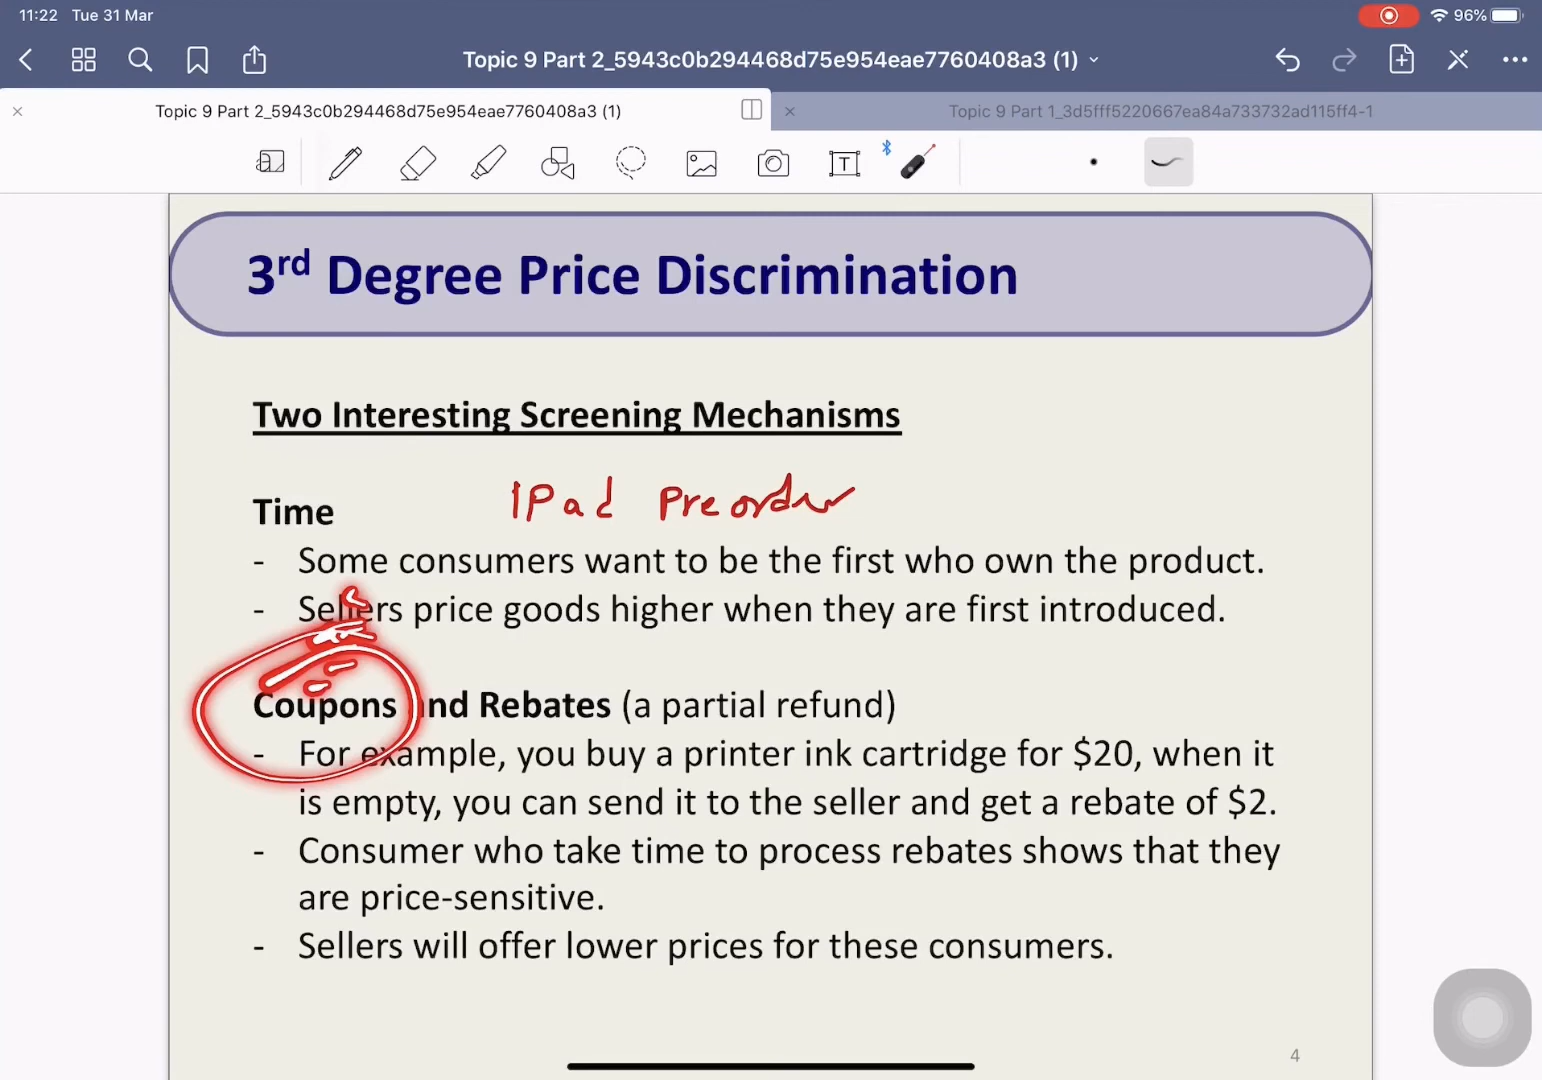 11:22 Tue 31 Mar 96%
Topic 9 Part 2_5943c0b294468d75e954eae7760408a3 (1)
Topic 9 Part 2_5943c0b294468d75e954eae7760408a3 (1) Topic 9 Part 1_3d5fff5220667ea84a733732ad115ff4-1
T
3rd Degree Price Discrimination
Two Interesting Screening Mechanisms
IPad Preorder
Time
- Some consumers want to be the first who own the product.
- Sellers price goods higher when they are first introduced.
Coupons and Rebates (a partial refund)
- For example, you buy a printer ink cartridge for $20, when it
is empty, you can send it to the seller and get a rebate of $2.
- Consumer who take time to process rebates shows that they
are price-sensitive.
- Sellers will offer lower prices for these consumers.
4